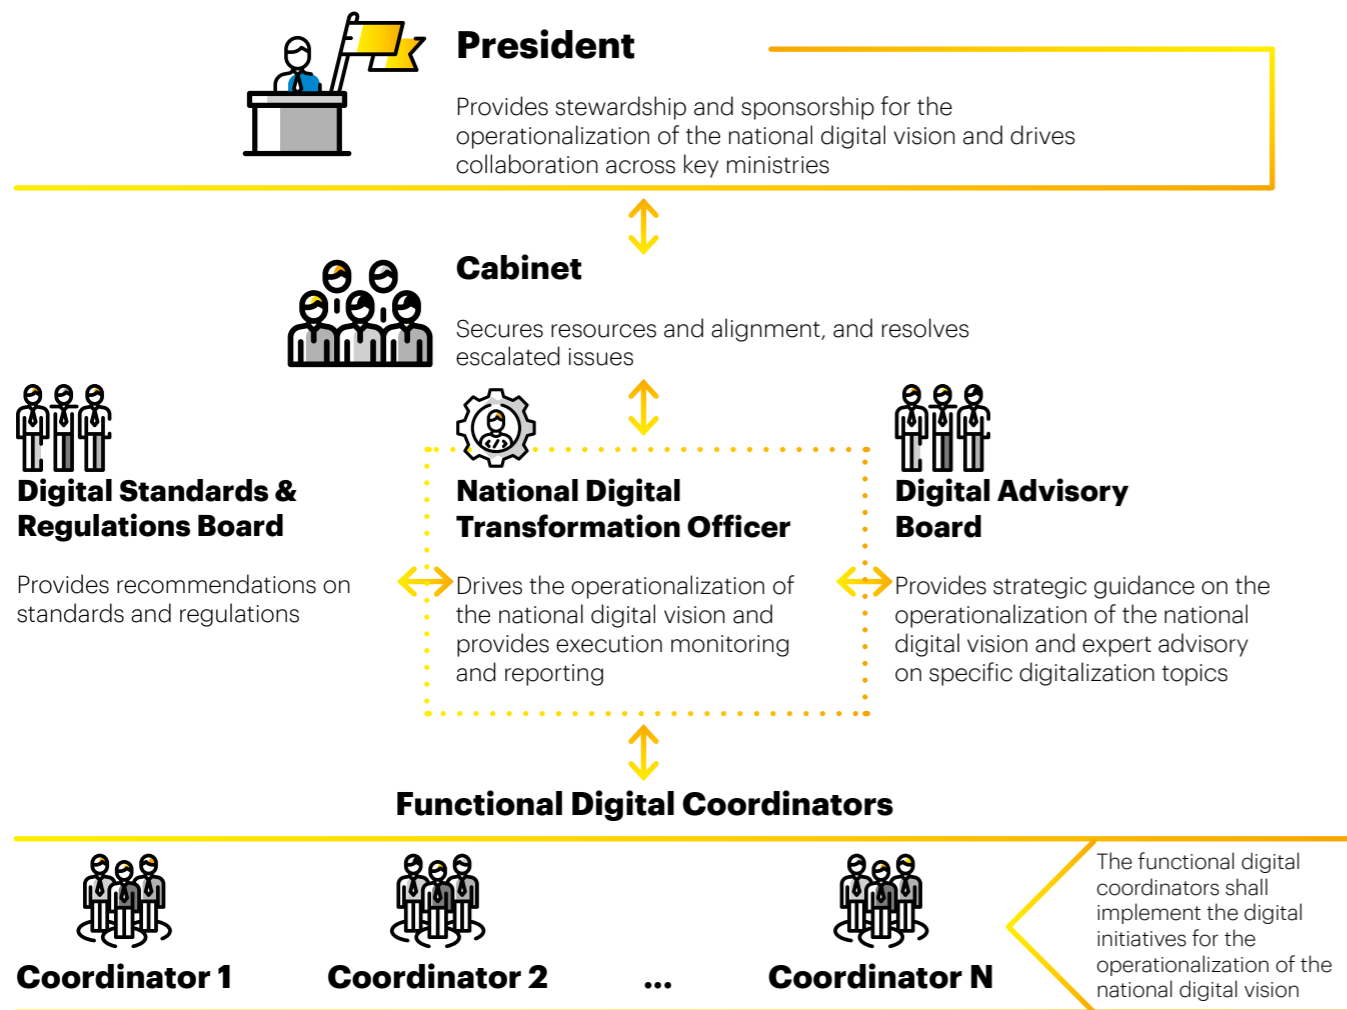 President
Provides stewardship and sponsorship for the
operationalization of the national digital vision and drives
collaboration across key ministries
Cabinet
Secures resources and alignment, and resolves
escalated issues
Digital Standards &
Regulations Board
Provides recommendations on
standards and regulations
National Digital
Transformation Officer
Drives the operationalization of
the national digital vision and
provides execution monitoring
and reporting
Digital Advisory
Board
Provides strategic guidance on the
operationalization of the national
digital vision and expert advisory
on specific digitalization topics
Functional Digital Coordinators
Coordinator 1
Coordinator 2
...
Coordinator N
The functional digital
coordinators shall
implement the digital
initiatives for the
operationalization of the
national digital vision